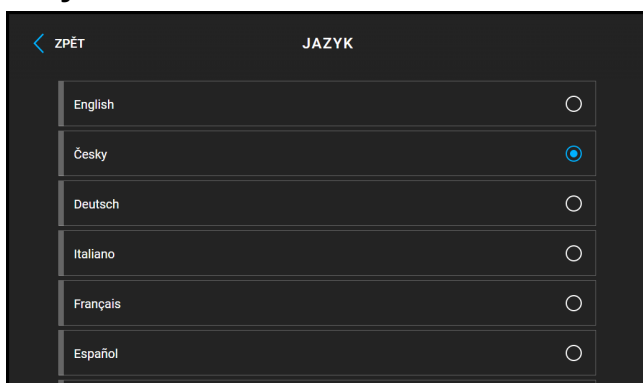 ZPĚT JAZYK
English
Česky
Deutsch
Italiano
Français
Español